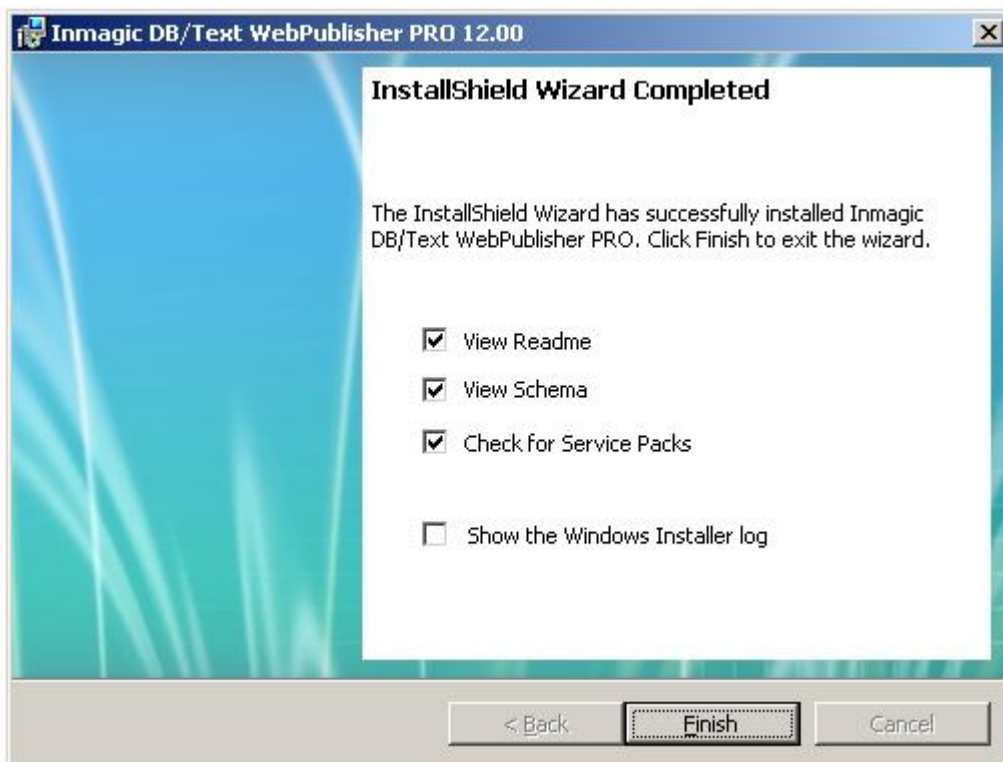 Inmagic DB/Text WebPublisher PRO 12.00
InstallShield Wizard Completed
The InstallShield Wizard has successfully installed Inmagic
DB/Text WebPublisher PRO. Click Finish to exit the wizard.
View Readme
View Schema
Check for Service Packs
Show the Windows Installer log
< Back
Finish
Cancel